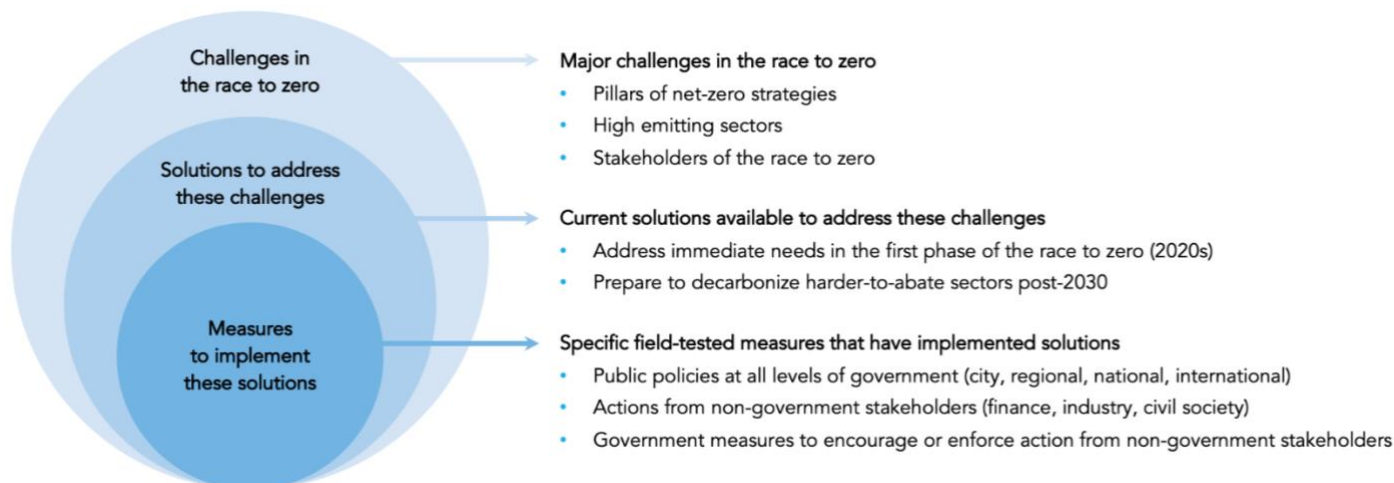 Challenges in
the race to zero
Solutions to address
these challenges
Measures
to implement
these solutions
Major challenges in the race to zero
• Pillars of net-zero strategies
• High emitting sectors
• Stakeholders of the race to zero
Current solutions available to address these challenges
• Address immediate needs in the first phase of the race to zero (2020s)
• Prepare to decarbonize harder-to-abate sectors post-2030
Specific field-tested measures that have implemented solutions
• Public policies at all levels of government (city, regional, national, international)
• Actions from non-government stakeholders (finance, industry, civil society)
• Government measures to encourage or enforce action from non-government stakeholders